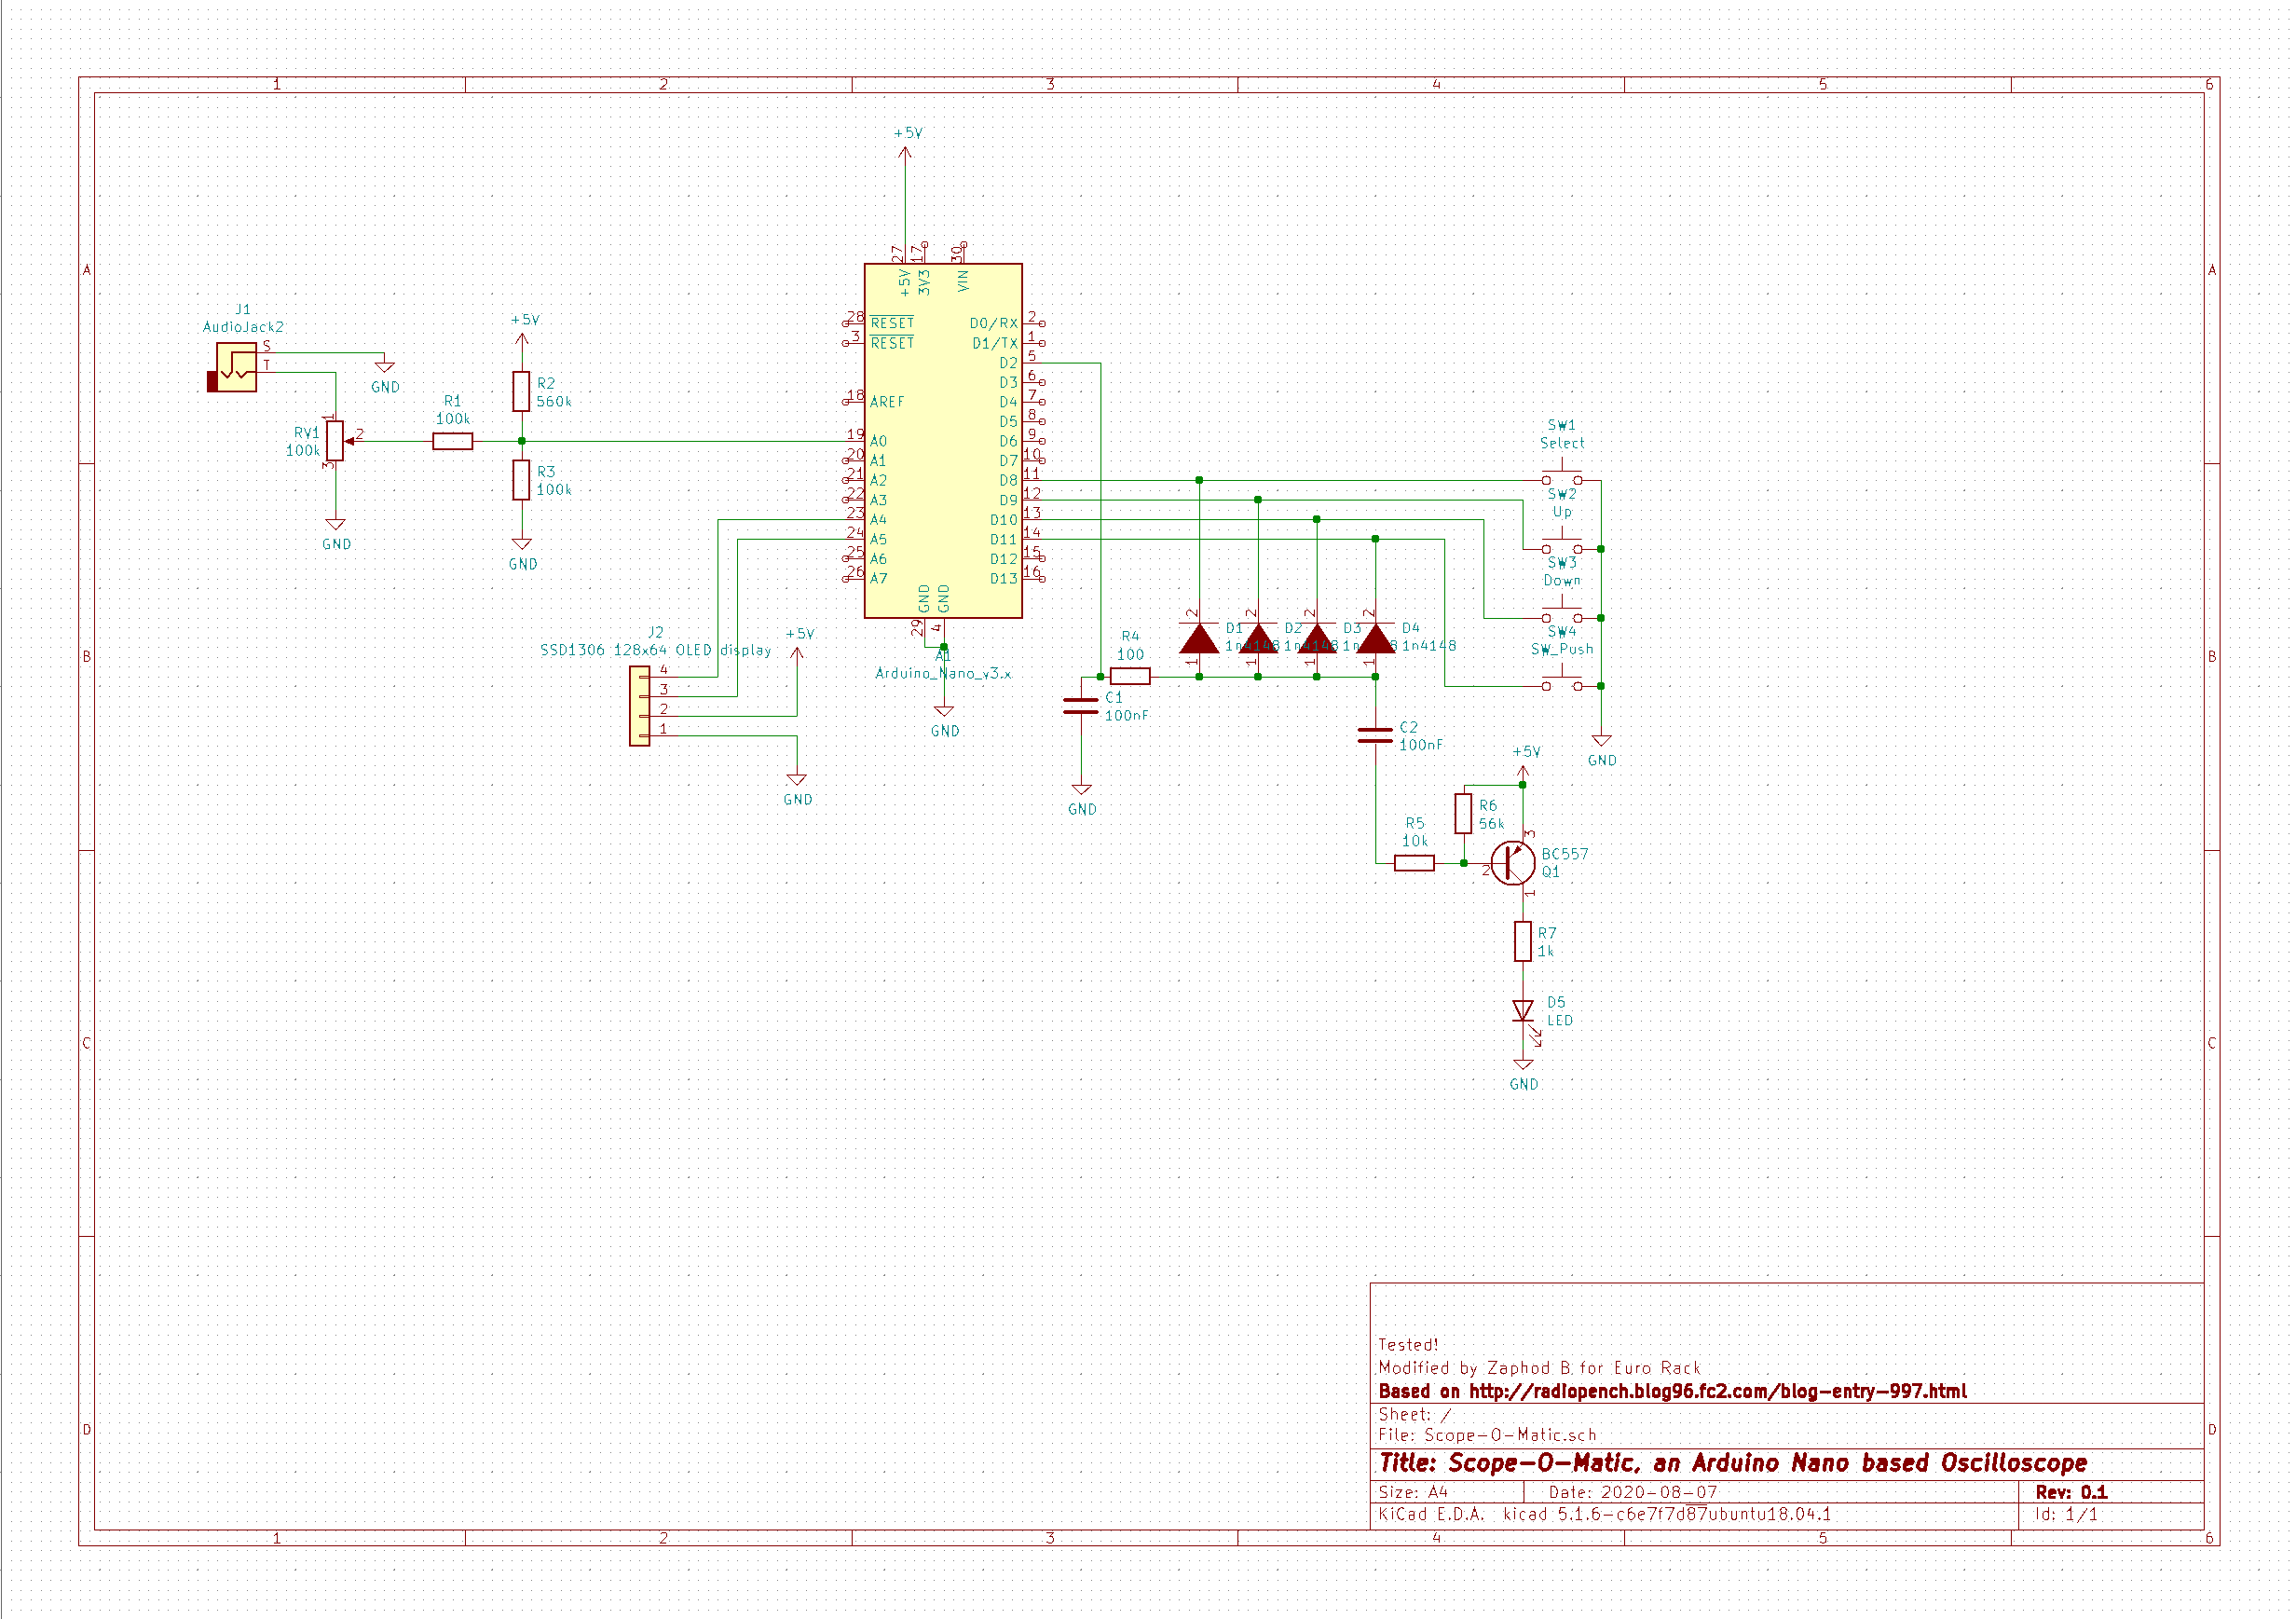 1 2 3 4 5 6
A
B
C
D
+5V
27 17 30
+5V 3V3 VIN
28 RESET
3 RESET
18 AREF
19 A0
20 A1
21 A2
22 A3
23 A4
24 A5
25 A6
26 A7
D0/RX 2
D1/TX 1
D2 5
D3 6
D4 7
D5 8
D6 9
D7 10
D8 11
D9 12
D10 13
D11 14
D12 15
D13 16
GND GND
29 4
A1
Arduino_Nano_v3.x
GND
J1
AudioJack2
S
T
GND
RV1
100k
1
2
3
GND
R1
100k
+5V
R2
560k
R3
100k
GND
J2
SSD1306 128x64 OLED display
4
3
2
1
+5V
GND
R4
100
C1
100nF
GND
2 2 2 2
D1 D2 D3 D4
1n4148 1n4148 1n4148 1n4148
1 1 1 1
C2
100nF
SW1
Select
SW2
Up
SW3
Down
SW4
SW_Push
GND
+5V
R6
56k
R5
10k
3
2
1
BC557
Q1
R7
1k
D5
LED
GND
Tested!
Modified by Zaphod B. for Euro Rack
Based on http://radiopench.blog96.fc2.com/blog-entry-997.html
Sheet: /
File: Scope-O-Matic.sch
Title: Scope-O-Matic, an Arduino Nano based Oscilloscope
Size: A4 Date: 2020-08-07 Rev: 0.1
KiCad E.D.A. kicad 5.1.6-c6e7f7d87ubuntu18.04.1 Id: 1/1
A
B
C
D
1 2 3 4 5 6